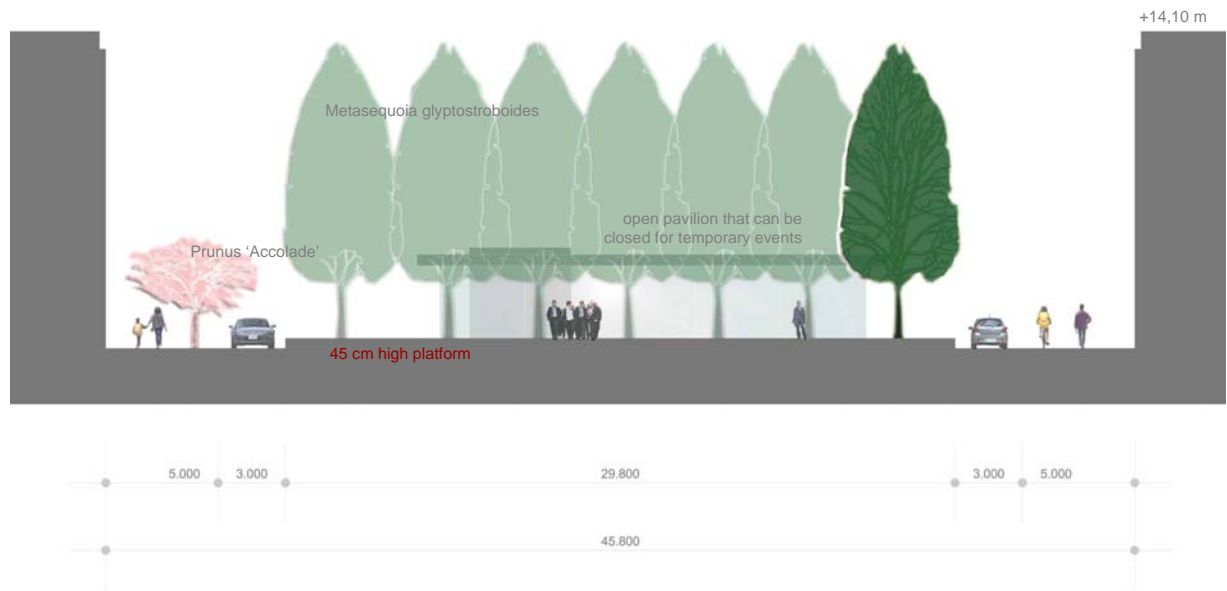 +14,10 m
Metasequoia glyptostroboides
open pavilion that can be
closed for temporary events
Prunus ‘Accolade’
45 cm high platform
5.000
3.000
29.800
3.000
5.000
45.800